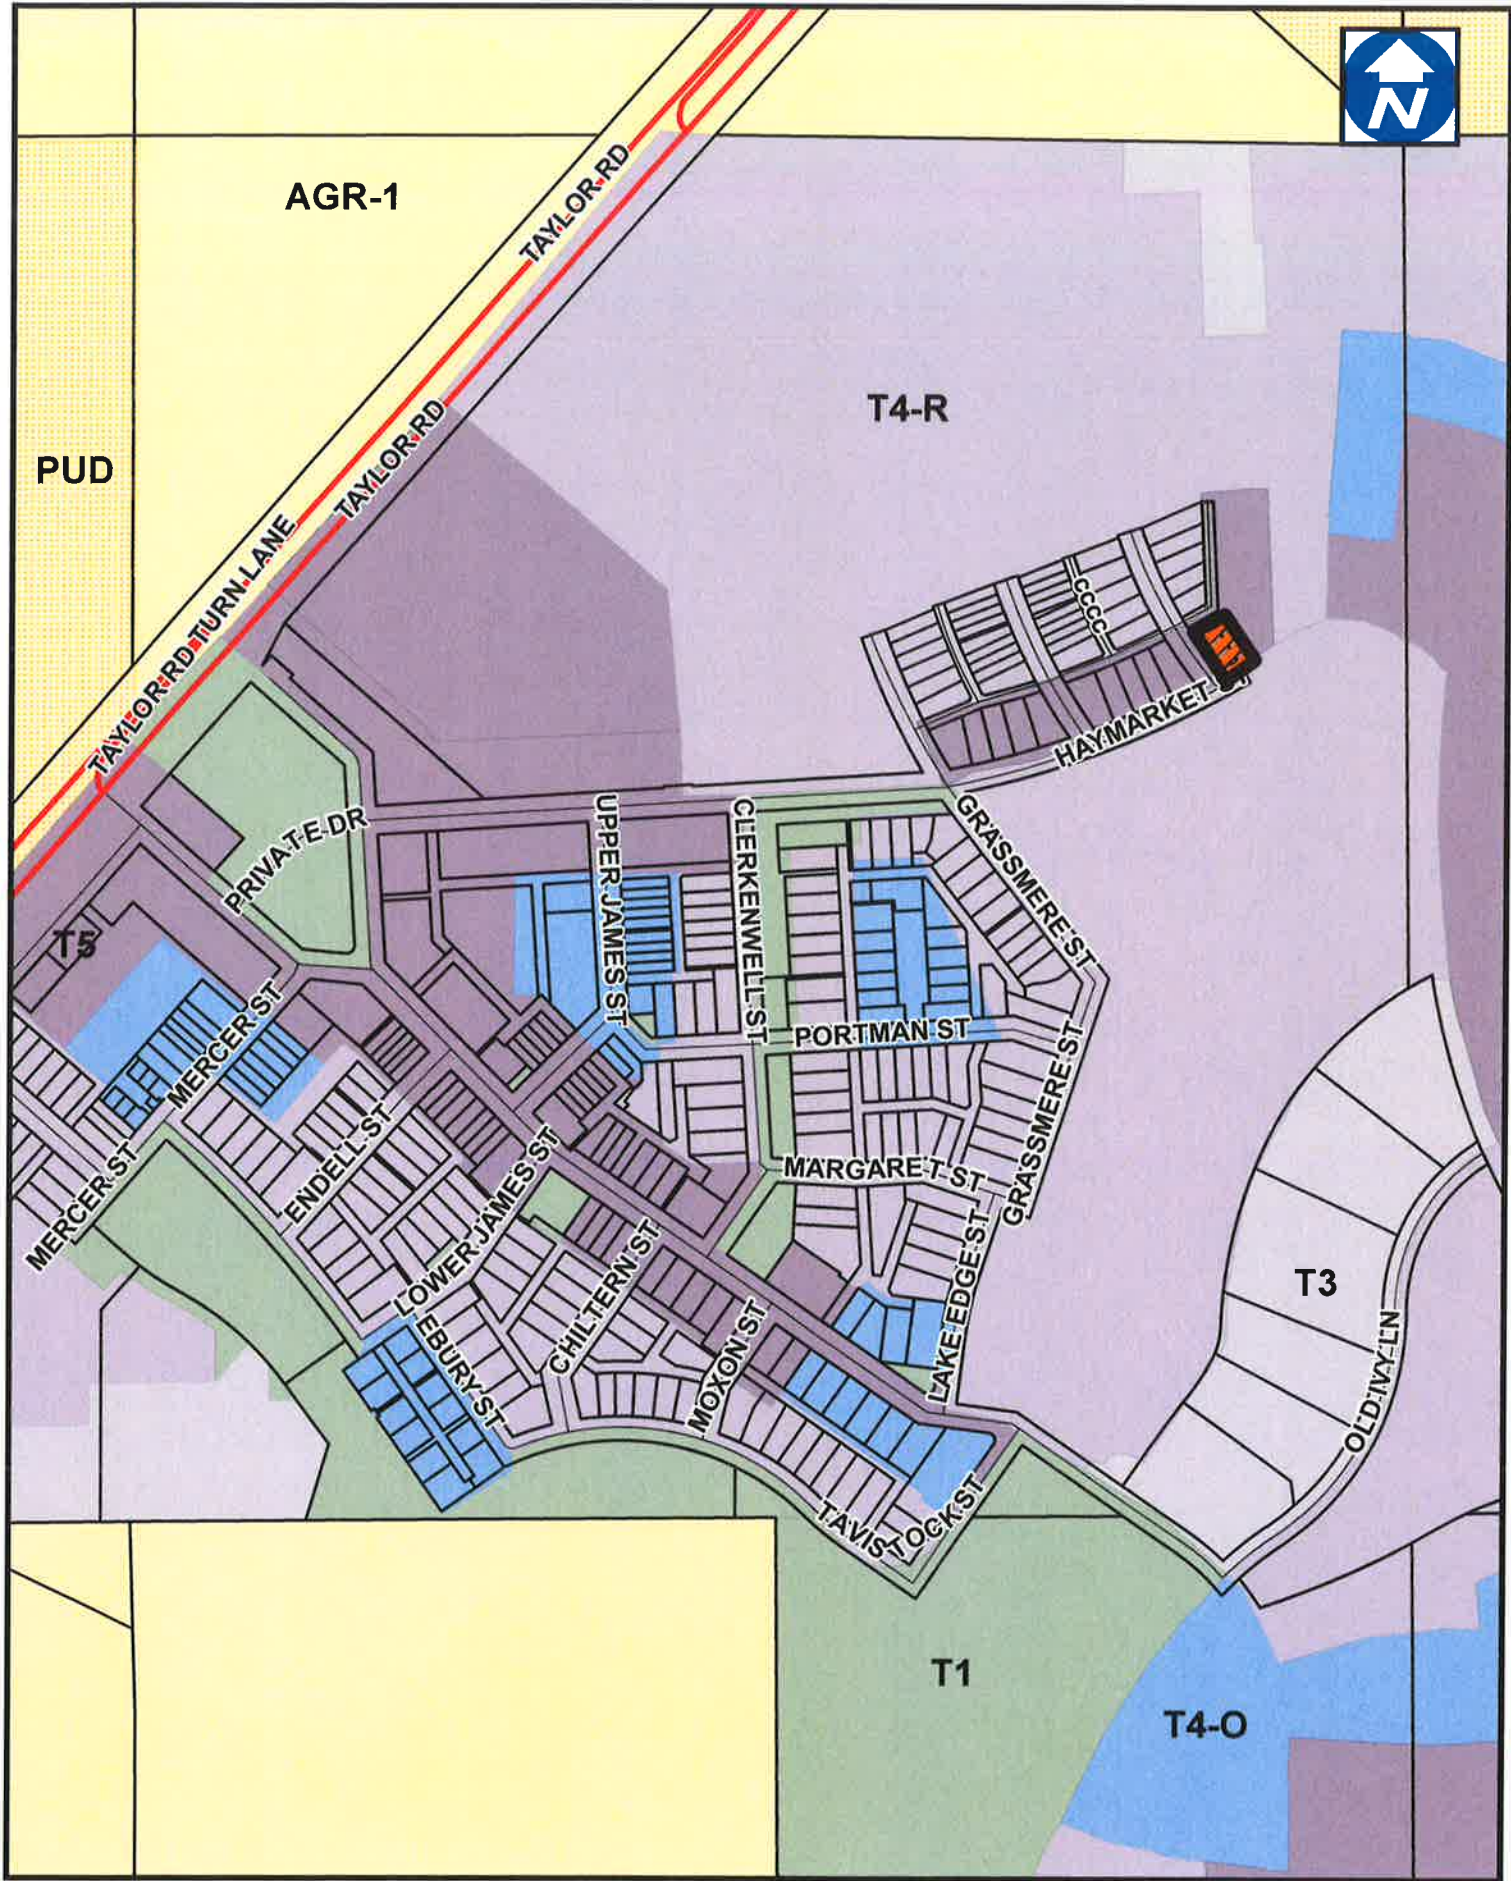 N
AGR-1
TAYLOR RD
T4-R
TAYLOR RD
PUD
TAYLOR RD TURN LANE
CCCC
HAYMARKET
PRIVATE DR
UPPER JAMES ST
CLERKENWELL ST
GRASSMERE ST
T5
MERCER ST
PORTMAN ST
GRASSMERE ST
MERCER ST
ENDELL ST
LOWER JAMES ST
MARGARET ST
CHILTERN ST
LAKE EDGE ST
T3
EBURY ST
MOXON ST
OLD IVY LN
TAVISTOCK ST
T1
T4-O